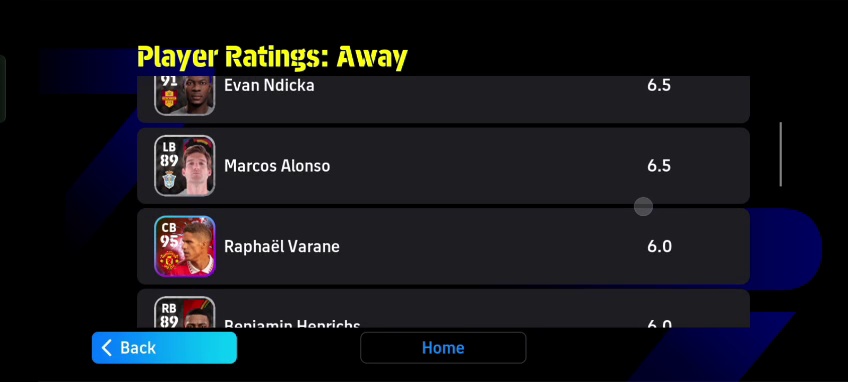 Player Ratings: Away
91
Evan Ndicka
6.5
LB
89
Marcos Alonso
6.5
CB
95
Raphaël Varane
6.0
RB
89
Benjamin Henrichs
6.0
Back
Home